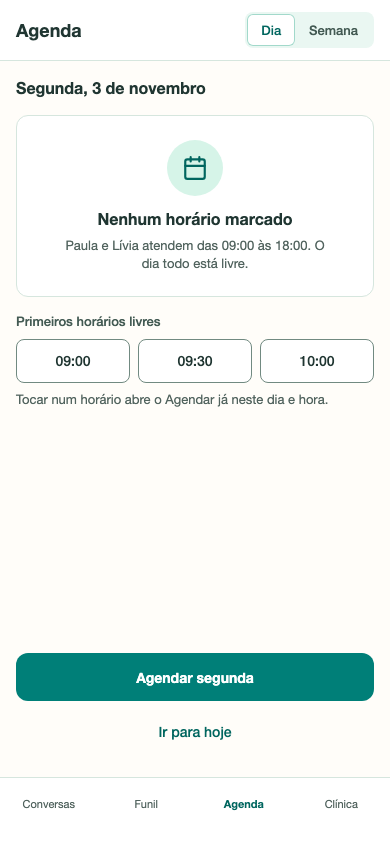 Agenda
Dia
Semana
Segunda, 3 de novembro
Nenhum horário marcado
Paula e Lívia atendem das 09:00 às 18:00. O
dia todo está livre.
Primeiros horários livres
09:00
09:30
10:00
Tocar num horário abre o Agendar já neste dia e hora.
Agendar segunda
Ir para hoje
Conversas
Funil
Agenda
Clínica